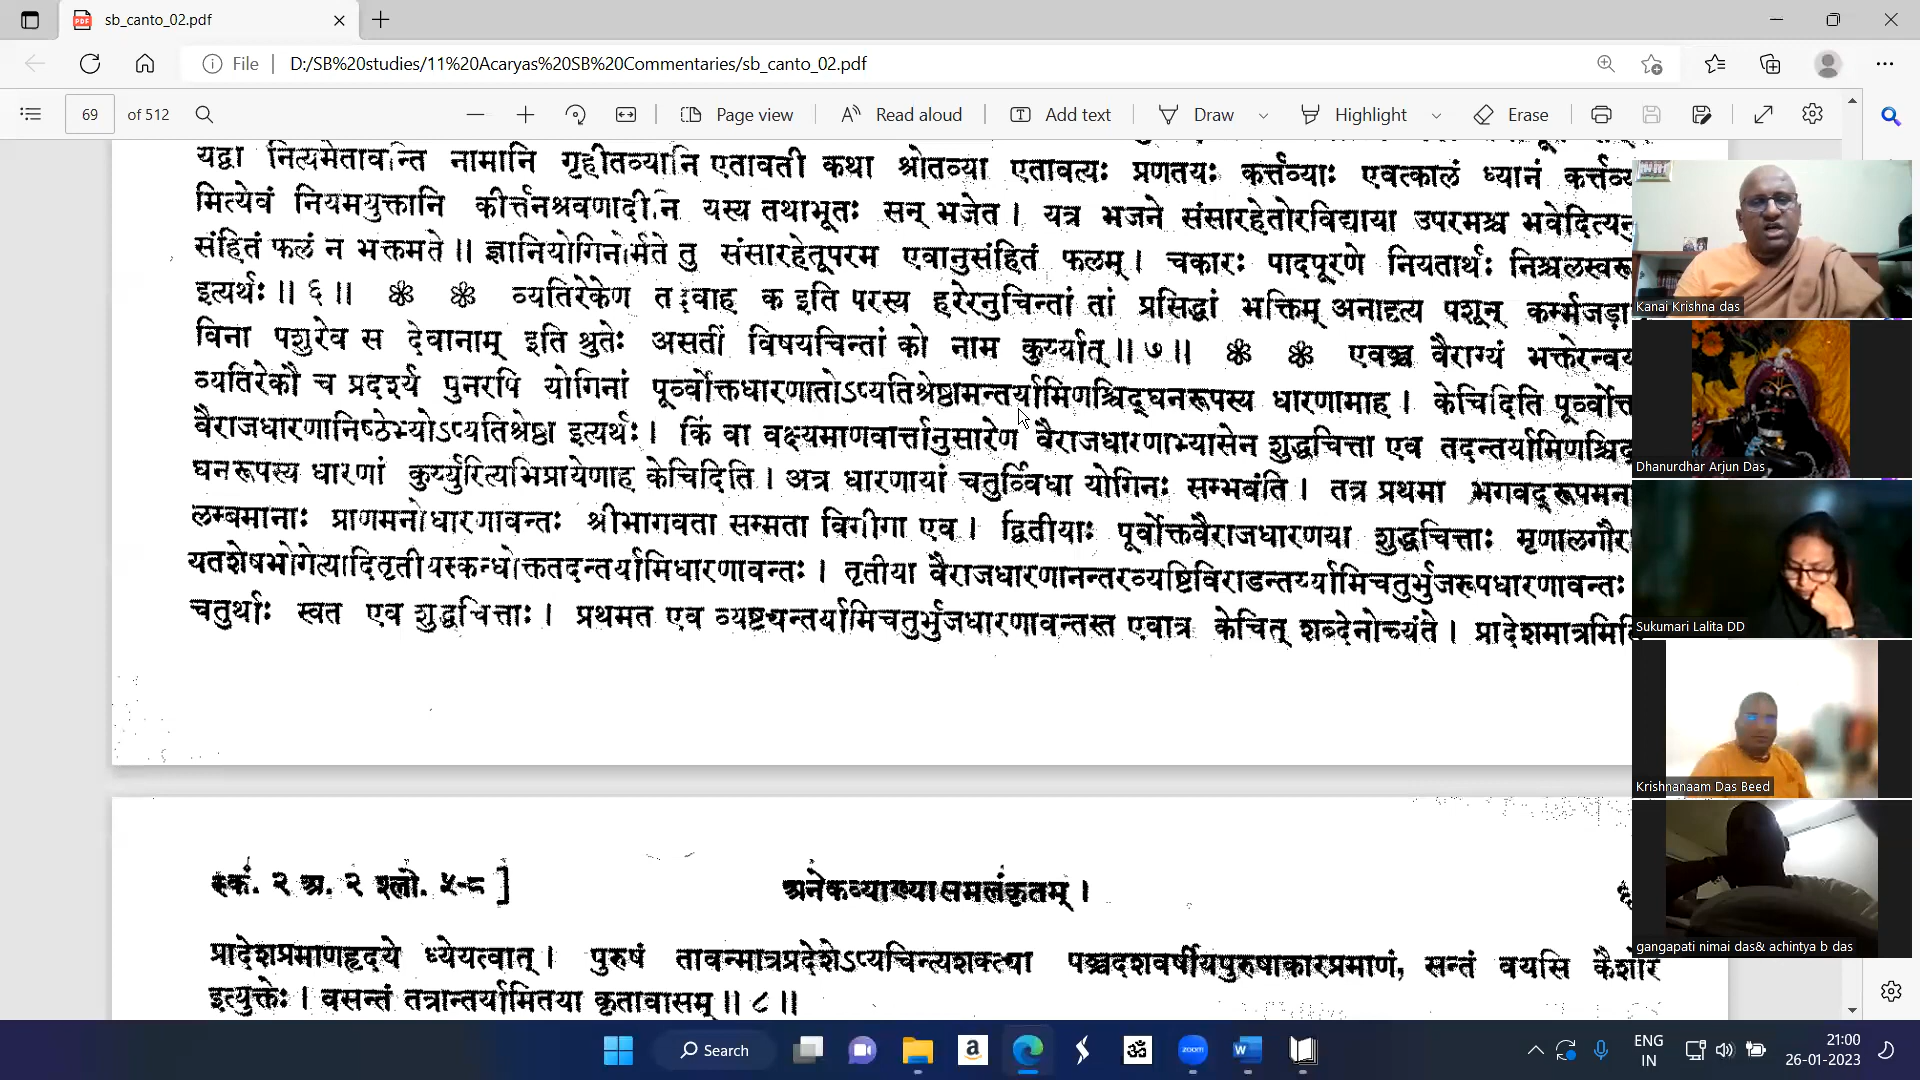 sb_canto_02.pdf
File
D:/SB%20studies/11%20Acaryas%20SB%20Commentaries/sb_canto_02.pdf
69 of 512
Page view
Read aloud
Add text
Draw
Highlight
Erase
यद्वा नित्यमेतावन्ति नामानि गृहीतव्यानि एतावती कथा श्रोतव्या एतावत्यः प्रणतयः कर्त्तव्याः एवत्कालं ध्यानं कर्त्तव्य
मित्येवं नियमयुक्तानि कीर्त्तनश्रवणादीनि यस्य तथाभूतः सन् भजेत। यत्र भजने संसारहेतोरविद्याया उपरमश्च भवेदित्यनु
संहितं फलं न भक्तमते॥ ज्ञानियोगिनोर्मते तु संसारहेतूपरम एवानुसंहितं फलम्। चकारः पादपूरणे नियतार्थः निश्चलस्वरू
इत्यर्थः॥ ६॥ व्यतिरेकेण तदेवाह क इति परस्य हरेरनुचिन्तां तां प्रसिद्धां भक्तिम् अनादृत्य पशून् कर्म्मजडा
विना पशुरेव स देवानाम् इति श्रुतेः असतीं विषयचिन्तां को नाम कुर्य्यात्॥ ७॥ एवञ्च वैराग्यं भक्तेरन्वय
व्यतिरेकौ च प्रदर्श्य पुनरपि योगिनां पूर्व्वोक्तधारणातोऽप्यतिश्रेष्ठामन्तर्यामिणश्चिद्घनरूपस्य धारणामाह। केचिदिति पूर्व्वोक्त
वैराजधारणानिष्ठेभ्योऽप्यतिश्रेष्ठा इत्यर्थः। किं वा वक्ष्यमाणवार्त्तानुसारेण वैराजधारणाभ्यासेन शुद्धचित्ता एव तदन्तर्यामिणश्चिद्
घनरूपस्य धारणां कुर्य्युरित्यभिप्रायेणाह केचिदिति। अत्र धारणायां चतुर्व्विधा योगिनः सम्भवंति। तत्र प्रथमा भगवद्रूपमन
लम्बमानाः प्राणमनोधारणावन्तः श्रीभागवता सम्मता विगीगा एव। द्वितीयाः पूर्वोक्तवैराजधारणया शुद्धचित्ताः मृणालगौरा
यतशेषभोगेत्यादितृतीयस्कन्धोक्ततदन्तर्यामिधारणावन्तः। तृतीया वैराजधारणानन्तरव्यष्टिविराडन्तर्य्यामिचतुर्भुजरूपधारणावन्तः
चतुर्थाः स्वत एव शुद्धचित्ताः। प्रथमत एव व्यष्ट्यन्तर्यामिचतुर्भुजधारणावन्तस्त एवात्र केचित् शब्देनोच्यंते। प्रादेशमात्रमिति
स्कं. २ अ. २ श्लो. ५-८ ]
अनेकव्याख्यासमलंकृतम्।
प्रादेशप्रमाणहृदये ध्येयत्वात्। पुरुषं तावन्मात्रप्रदेशेऽप्यचिन्त्यशक्त्या पञ्चदशवर्षीयपुरुषाकारप्रमाणं, सन्तं वयसि कैशोरे
इत्युक्तेः। वसन्तं तत्रान्तर्यामितया कृतावासम्॥ ८॥
Kanai Krishna das
Dhanurdhar Arjun Das
Sukumari Lalita DD
Krishnanaam Das Beed
gangapati nimai das& achintya b das
Search
zoom
ENG
IN
21:00
26-01-2023